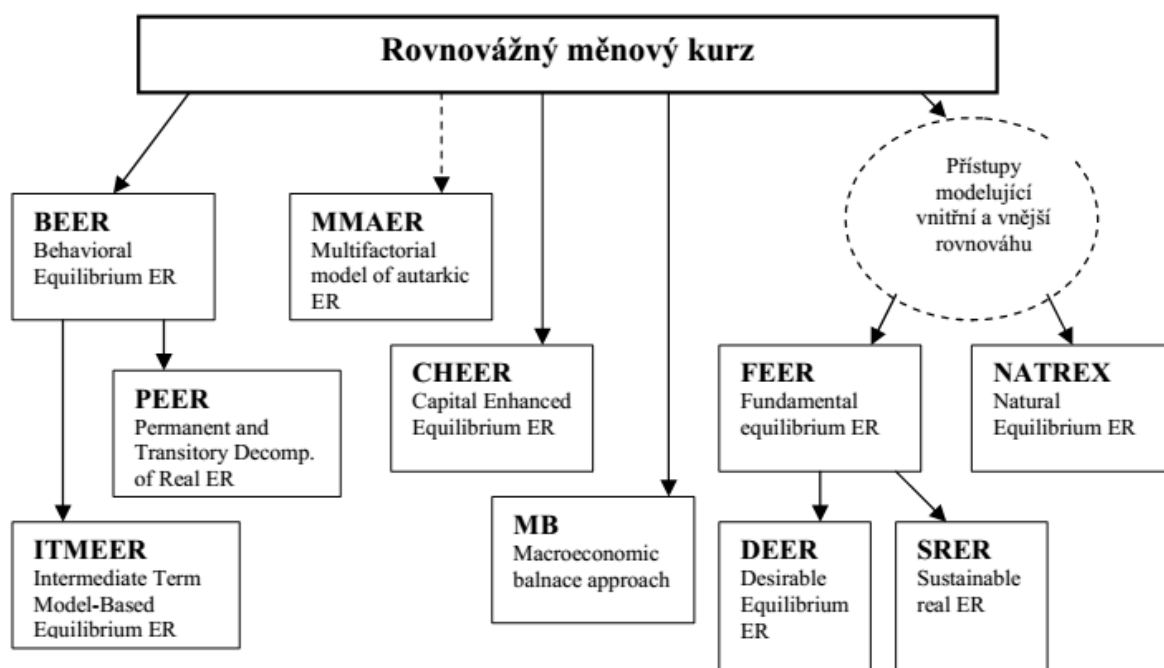 Rovnovážný měnový kurz
Přístupy
modelující
vnitřní a vnější
rovnováhu
BEER
Behavioral
Equilibrium ER
MMAER
Multifactorial
model of autarkic
ER
CHEER
Capital Enhanced
Equilibrium ER
FEER
Fundamental
equilibrium ER
NATREX
Natural
Equilibrium ER
PEER
Permanent and
Transitory Decomp.
of Real ER
MB
Macroeconomic
balnace approach
ITMEER
Intermediate Term
Model-Based
Equilibrium ER
DEER
Desirable
Equilibrium
ER
SRER
Sustainable
real ER